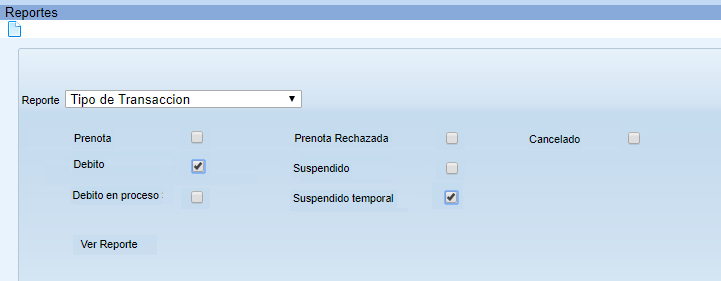 Reportes
Reporte Tipo de Transaccion
Prenota Prenota Rechazada Cancelado
Debito Suspendido
Debito en proceso : Suspendido temporal
Ver Reporte